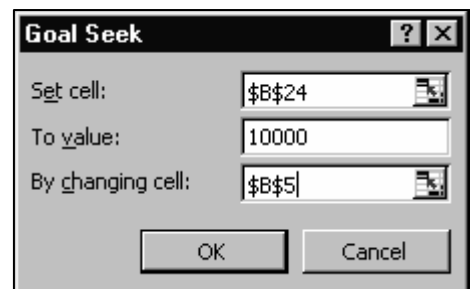 Goal Seek ? ×
Set cell: $B$24
To value: 10000
By changing cell: $B$5
OK Cancel